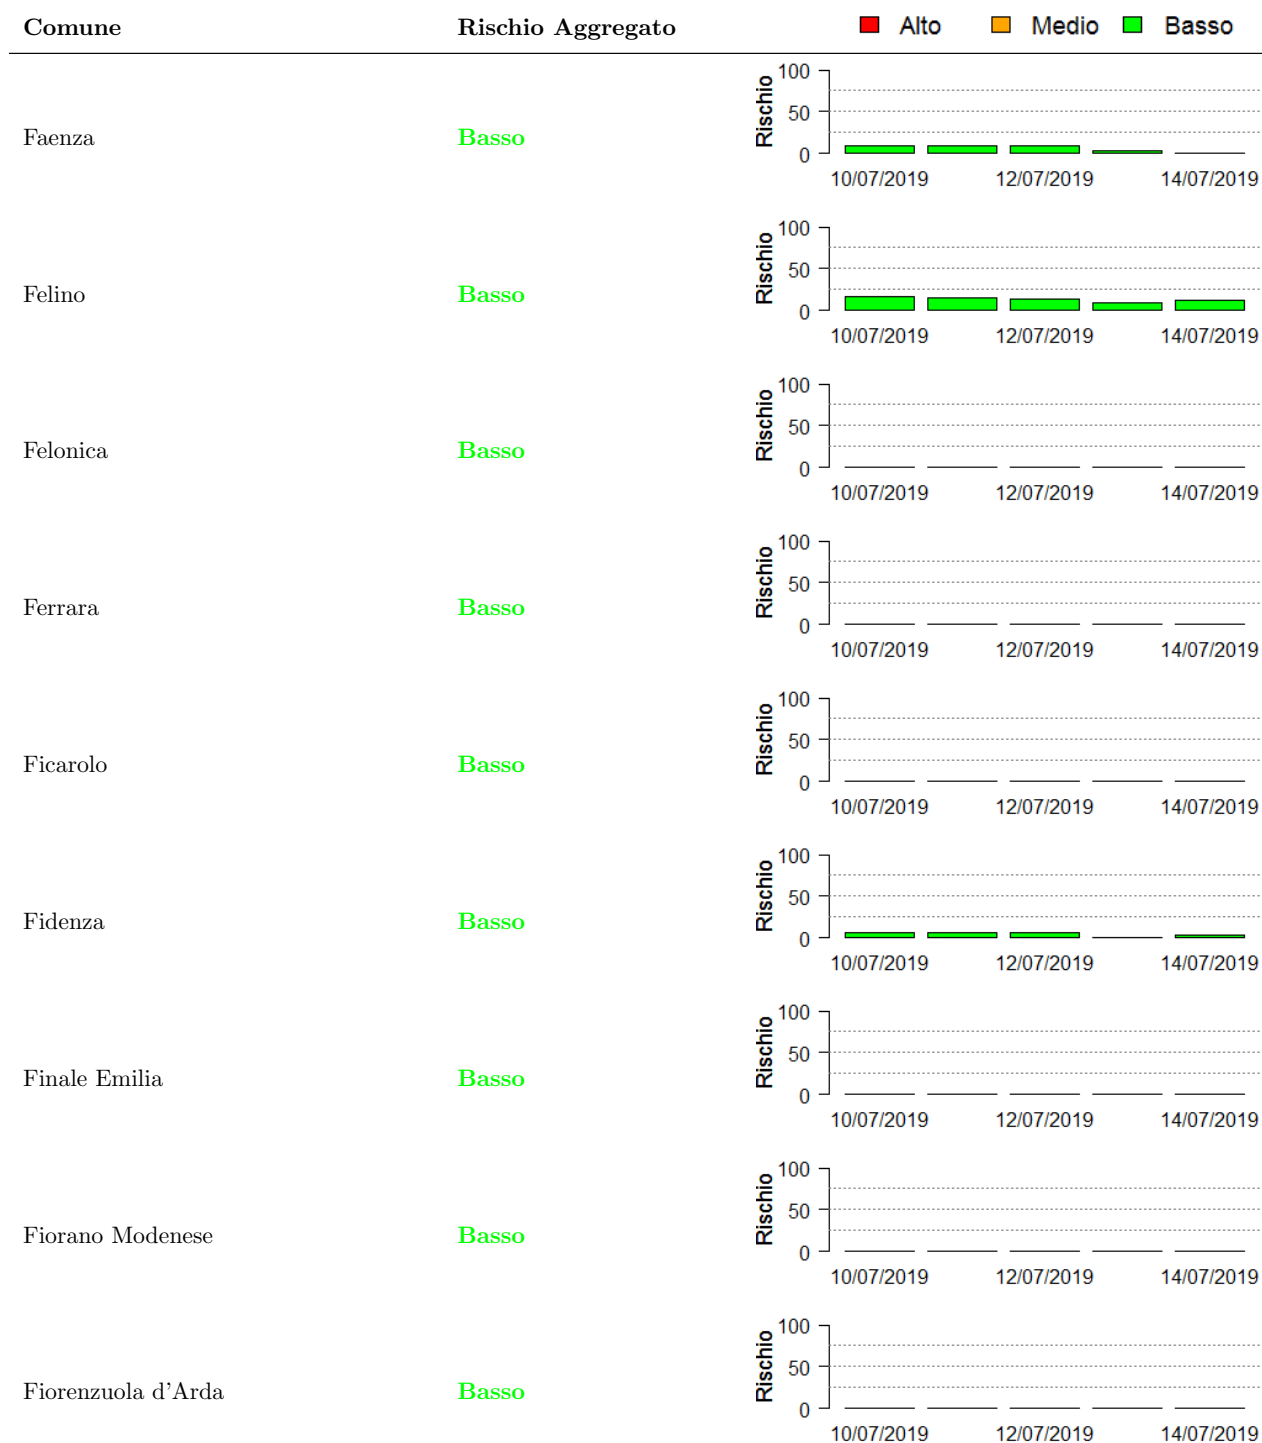 Comune Rischio Aggregato Alto Medio Basso
Faenza Basso
Rischio
100
50
0
10/07/2019 12/07/2019 14/07/2019
Felino Basso
Rischio
100
50
0
10/07/2019 12/07/2019 14/07/2019
Felonica Basso
Rischio
100
50
0
10/07/2019 12/07/2019 14/07/2019
Ferrara Basso
Rischio
100
50
0
10/07/2019 12/07/2019 14/07/2019
Ficarolo Basso
Rischio
100
50
0
10/07/2019 12/07/2019 14/07/2019
Fidenza Basso
Rischio
100
50
0
10/07/2019 12/07/2019 14/07/2019
Finale Emilia Basso
Rischio
100
50
0
10/07/2019 12/07/2019 14/07/2019
Fiorano Modenese Basso
Rischio
100
50
0
10/07/2019 12/07/2019 14/07/2019
Fiorenzuola d'Arda Basso
Rischio
100
50
0
10/07/2019 12/07/2019 14/07/2019